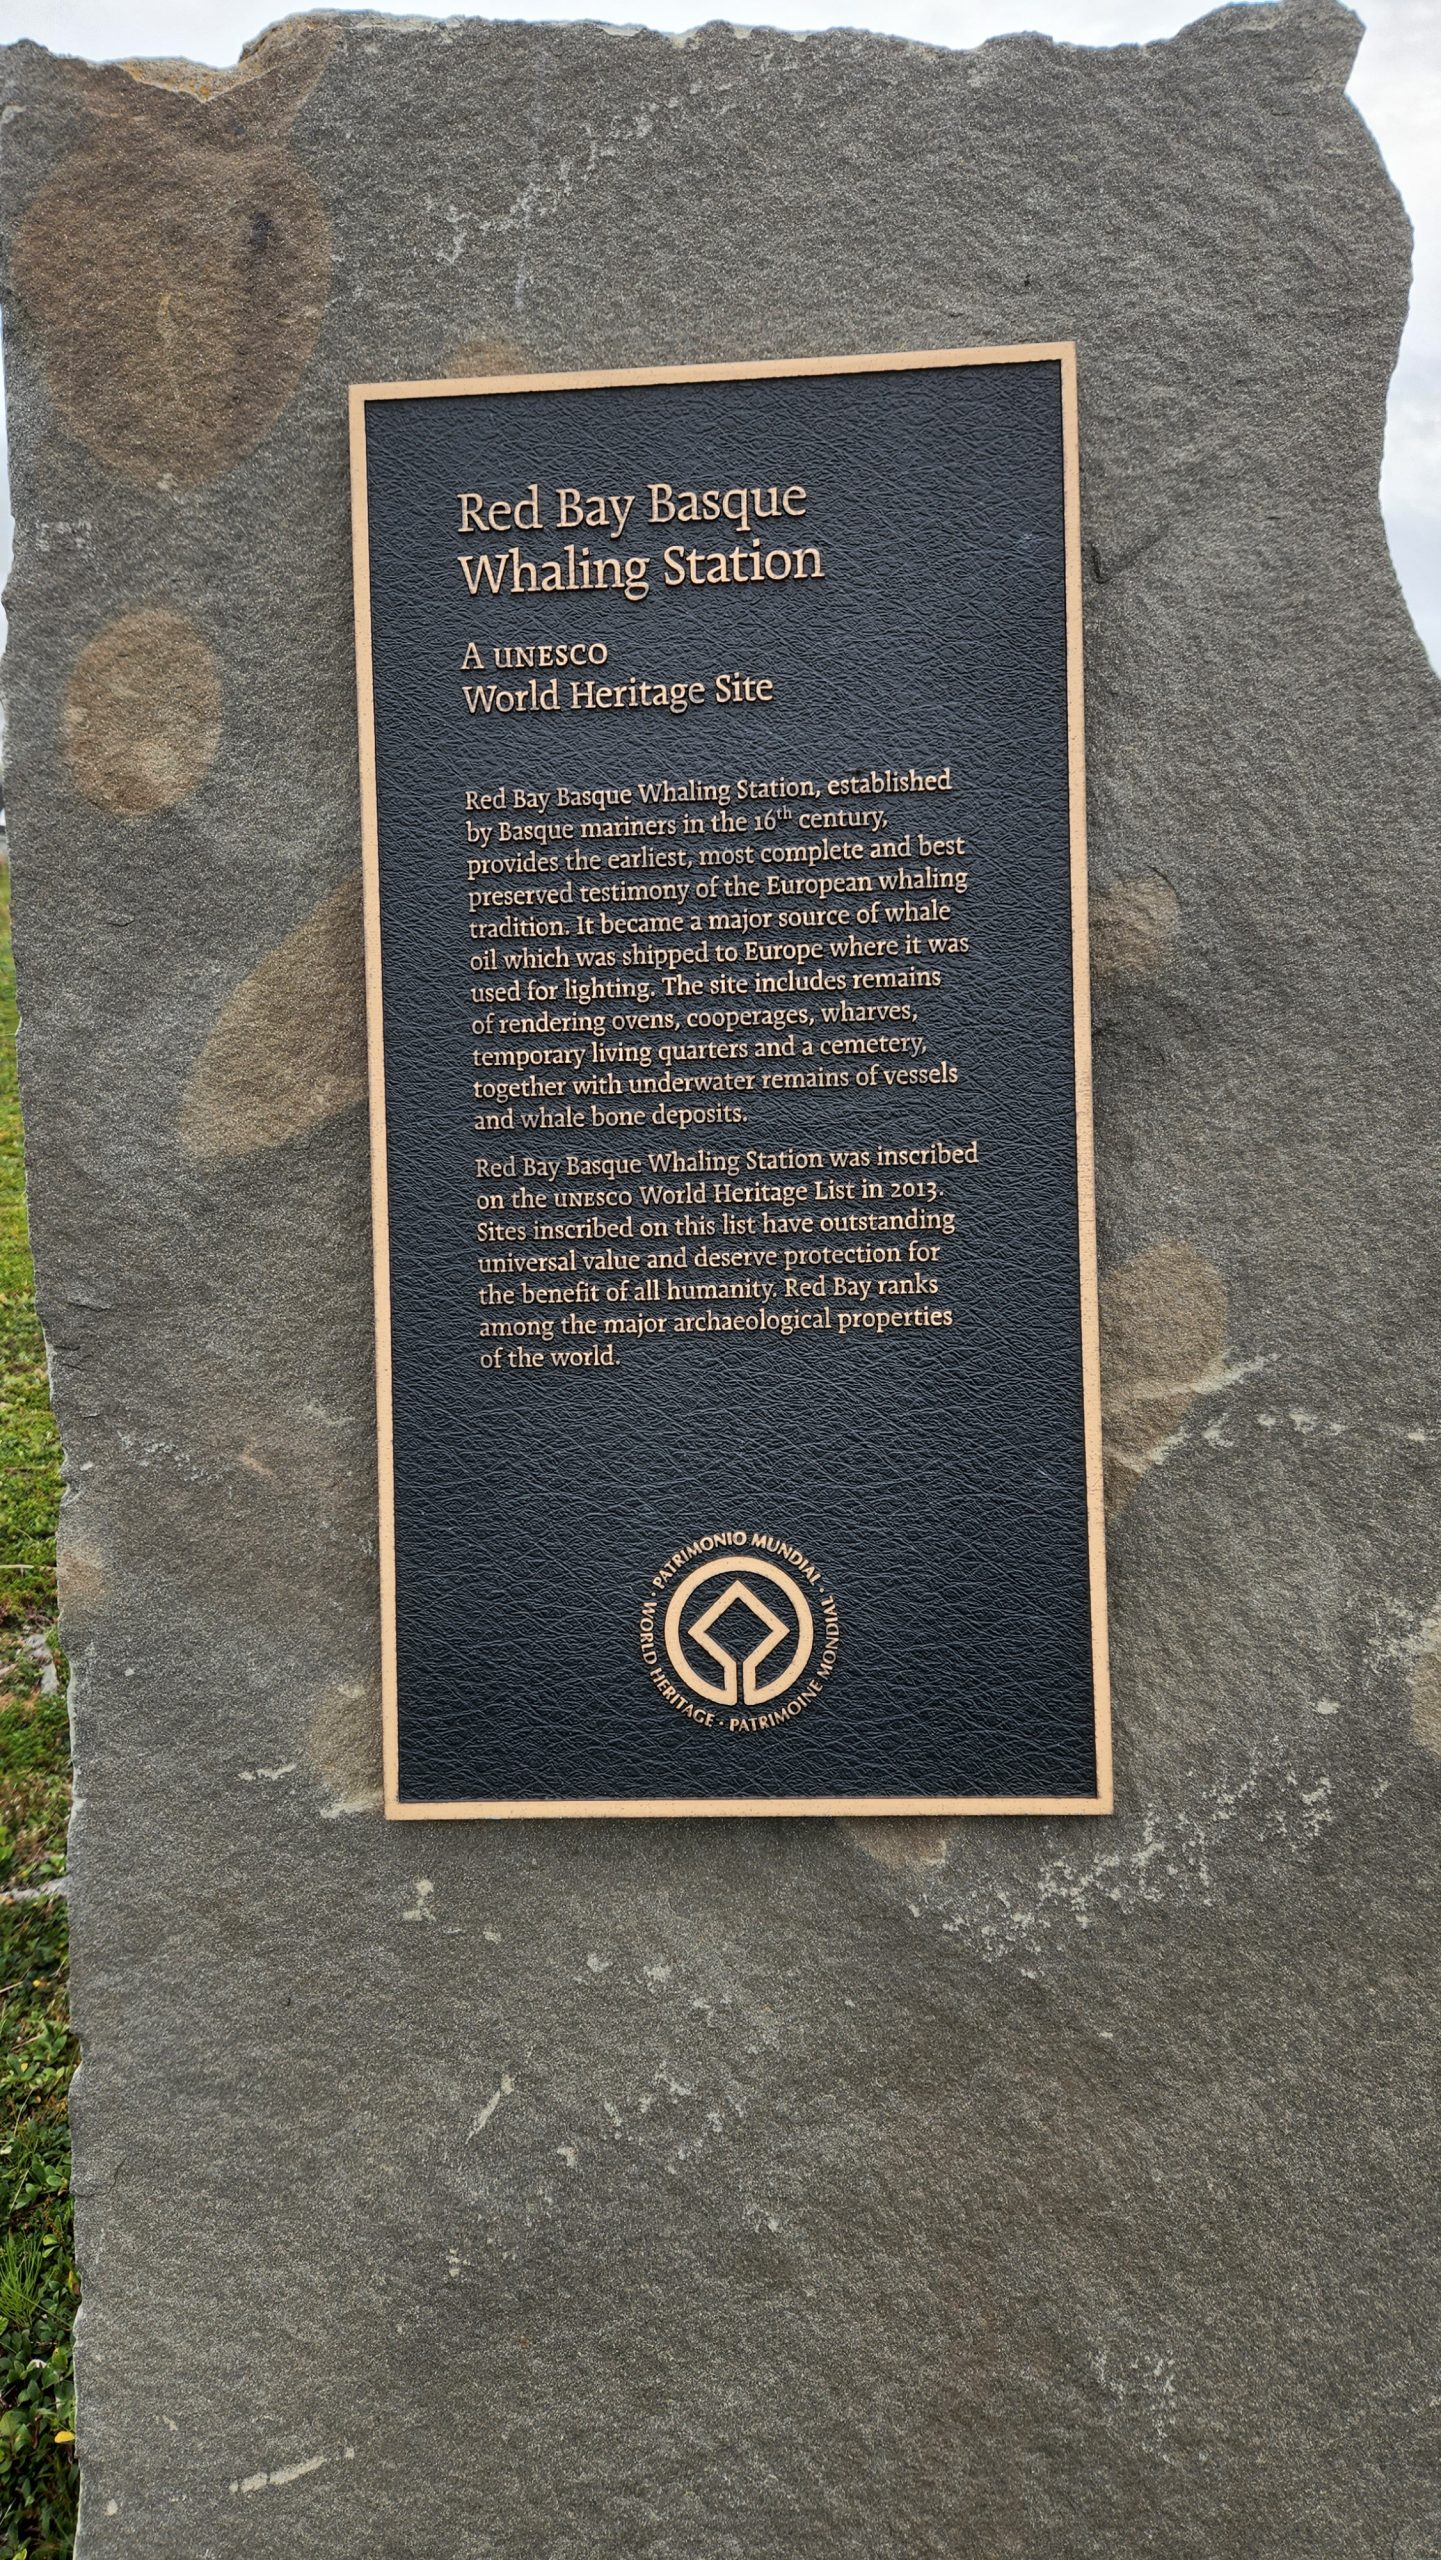 Red Bay Basque
Whaling Station
A UNESCO
World Heritage Site
Red Bay Basque Whaling Station, established
by Basque mariners in the 16th century,
provides the earliest, most complete and best
preserved testimony of the European whaling
tradition. It became a major source of whale
oil which was shipped to Europe where it was
used for lighting. The site includes remains
of rendering ovens, cooperages, wharves,
temporary living quarters and a cemetery,
together with underwater remains of vessels
and whale bone deposits.
Red Bay Basque Whaling Station was inscribed
on the UNESCO World Heritage List in 2013.
Sites inscribed on this list have outstanding
universal value and deserve protection for
the benefit of all humanity. Red Bay ranks
among the major archaeological properties
of the world.
WORLD HERITAGE · PATRIMOINE MONDIAL · PATRIMONIO MUNDIAL ·